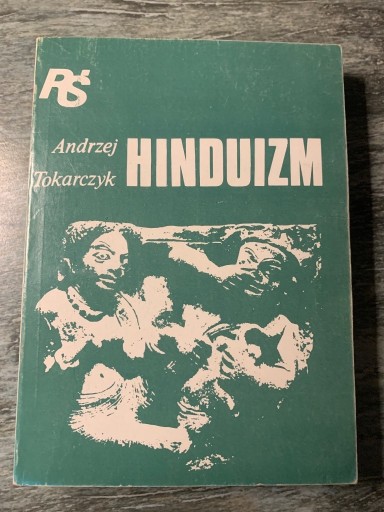 RŚ
Andrzej
Tokarczyk
HINDUIZM